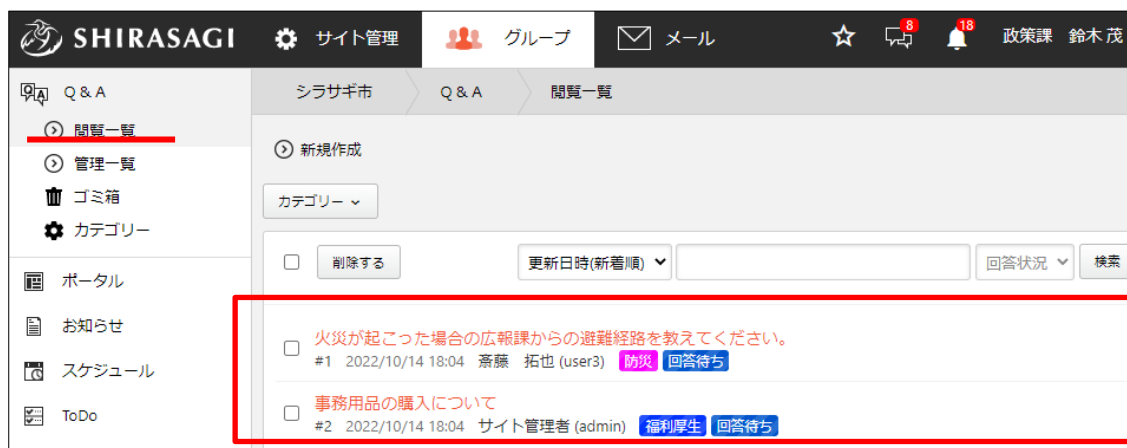 SHIRASAGI サイト管理 グループ メール 8 18 政策課 鈴木 茂
Q & A
閲覧一覧
管理一覧
ゴミ箱
カテゴリー
ポータル
お知らせ
スケジュール
ToDo
シラサギ市 Q & A 閲覧一覧
新規作成
カテゴリー
削除する 更新日時(新着順) 回答状況 検索
火災が起こった場合の広報課からの避難経路を教えてください。
#1 2022/10/14 18:04 斎藤 拓也 (user3) 防災 回答待ち
事務用品の購入について
#2 2022/10/14 18:04 サイト管理者 (admin) 福利厚生 回答待ち